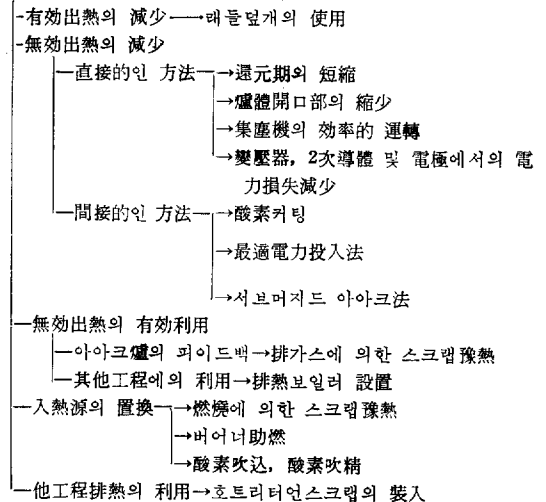 -有効出熱의 減少→래들덮개의 使用
-無効出熱의 減少
直接的인 方法→還元期의 短縮
→爐體開口部의 縮少
→集塵機의 效率的 運轉
→變壓器, 2次導體 및 電極에서의 電
力損失減少
間接的인 方法→酸素커팅
→最適電力投入法
→서브머지드 아아크法
無効出熱의 有効利用
아아크爐의 피이드백→排가스에 의한 스크랩豫熱
其他工程에의 利用→排熱보일러 設置
入熱源의 置換→燃燒에 의한 스크랩豫熱
→버어너助燃
→酸素吹込, 酸素吹精
他工程排熱의 利用→호트리터언스크랩의 裝入